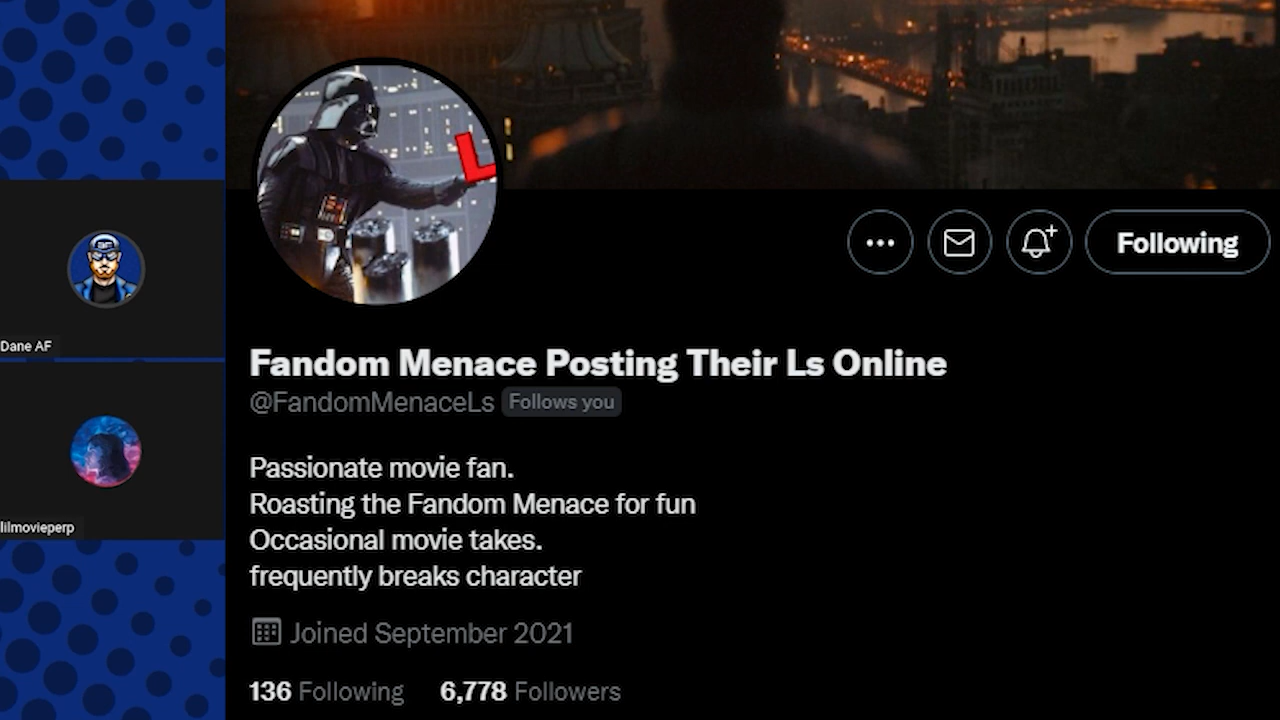 Dane AF
lilmovieperp
L
Following
Fandom Menace Posting Their Ls Online
@FandomMenaceLs Follows you
Passionate movie fan.
Roasting the Fandom Menace for fun
Occasional movie takes.
frequently breaks character
Joined September 2021
136 Following 6,778 Followers